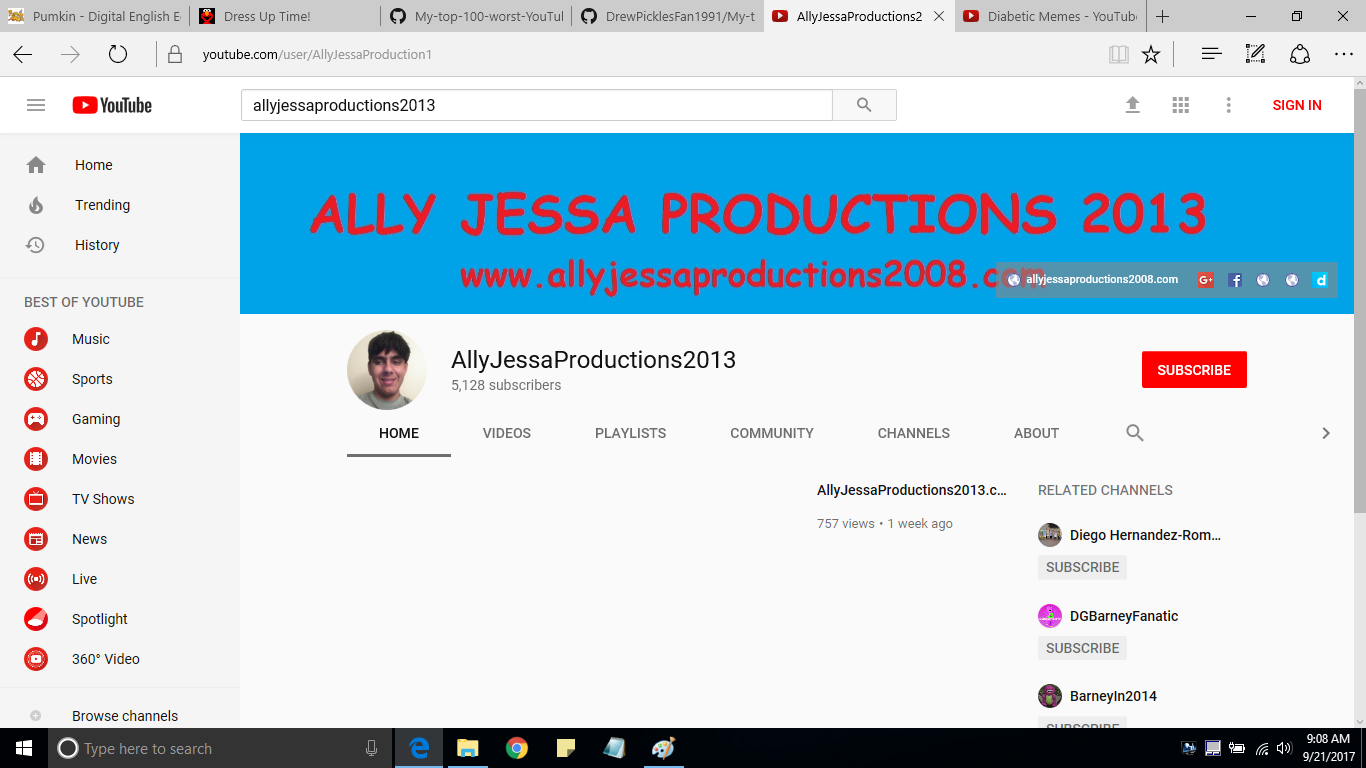 Pumkin - Digital English E
Dress Up Time!
My-top-100-worst-YouTul
DrewPicklesFan1991/My-t
AllyJessaProductions2
Diabetic Memes - YouTube
youtube.com/user/AllyJessaProduction1
YouTube
allyjessaproductions2013
SIGN IN
Home
Trending
History
BEST OF YOUTUBE
Music
Sports
Gaming
Movies
TV Shows
News
Live
Spotlight
360° Video
Browse channels
ALLY JESSA PRODUCTIONS 2013
www.allyjessaproductions2008.com
allyjessaproductions2008.com
G+ f d
AllyJessaProductions2013
5,128 subscribers
SUBSCRIBE
HOME VIDEOS PLAYLISTS COMMUNITY CHANNELS ABOUT
AllyJessaProductions2013.c...
757 views • 1 week ago
RELATED CHANNELS
Diego Hernandez-Rom...
SUBSCRIBE
DGBarneyFanatic
SUBSCRIBE
BarneyIn2014
SUBSCRIBE
Type here to search
9:08 AM
9/21/2017